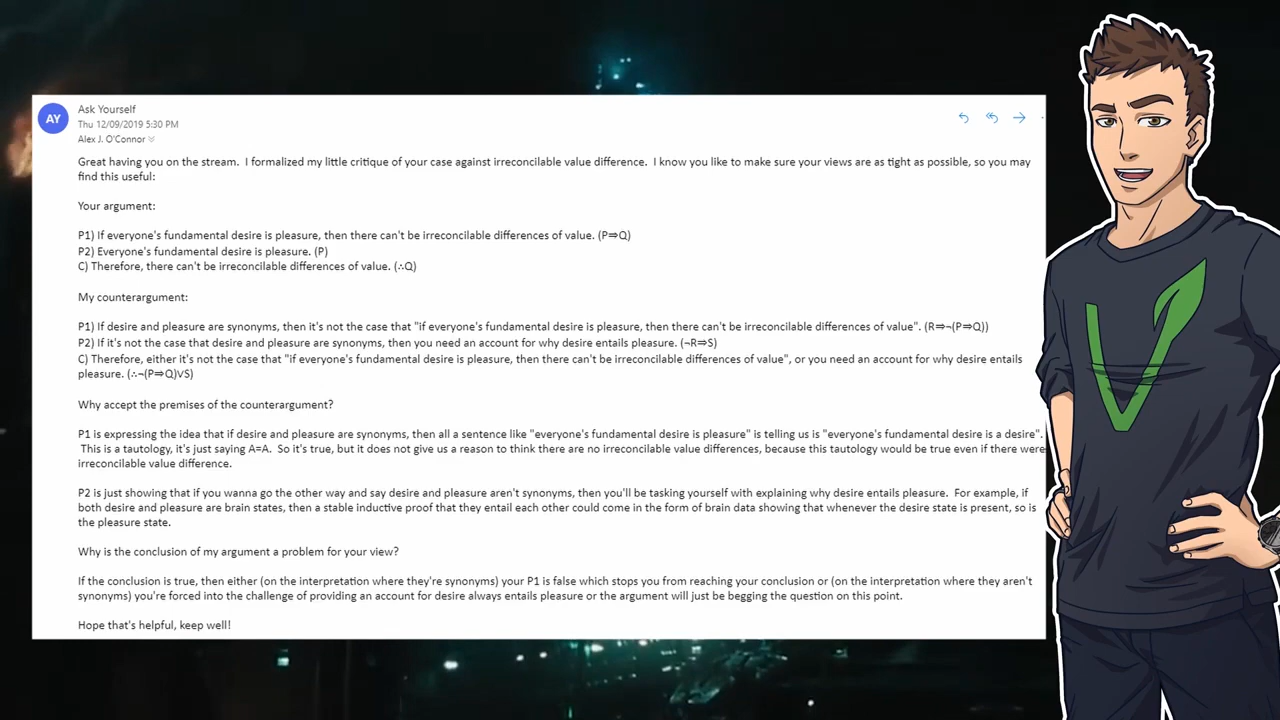 AY
Ask Yourself
Thu 12/09/2019 5:30 PM
Alex J. O'Connor
Great having you on the stream.  I formalized my little critique of your case against irreconcilable value difference.  I know you like to make sure your views are as tight as possible, so you may
find this useful:
Your argument:
P1) If everyone's fundamental desire is pleasure, then there can't be irreconcilable differences of value. (P⇒Q)
P2) Everyone's fundamental desire is pleasure. (P)
C) Therefore, there can't be irreconcilable differences of value. (∴Q)
My counterargument:
P1) If desire and pleasure are synonyms, then it's not the case that "if everyone's fundamental desire is pleasure, then there can't be irreconcilable differences of value". (R⇒¬(P⇒Q))
P2) If it's not the case that desire and pleasure are synonyms, then you need an account for why desire entails pleasure. (¬R⇒S)
C) Therefore, either it's not the case that "if everyone's fundamental desire is pleasure, then there can't be irreconcilable differences of value", or you need an account for why desire entails
pleasure. (∴¬(P⇒Q)∨S)
Why accept the premises of the counterargument?
P1 is expressing the idea that if desire and pleasure are synonyms, then all a sentence like "everyone's fundamental desire is pleasure" is telling us is "everyone's fundamental desire is a desire".
This is a tautology, it's just saying A=A.  So it's true, but it does not give us a reason to think there are no irreconcilable value differences, because this tautology would be true even if there were
irreconcilable value difference.
P2 is just showing that if you wanna go the other way and say desire and pleasure aren't synonyms, then you'll be tasking yourself with explaining why desire entails pleasure.  For example, if
both desire and pleasure are brain states, then a stable inductive proof that they entail each other could come in the form of brain data showing that whenever the desire state is present, so is
the pleasure state.
Why is the conclusion of my argument a problem for your view?
If the conclusion is true, then either (on the interpretation where they're synonyms) your P1 is false which stops you from reaching your conclusion or (on the interpretation where they aren't
synonyms) you're forced into the challenge of providing an account for desire always entails pleasure or the argument will just be begging the question on this point.
Hope that's helpful, keep well!